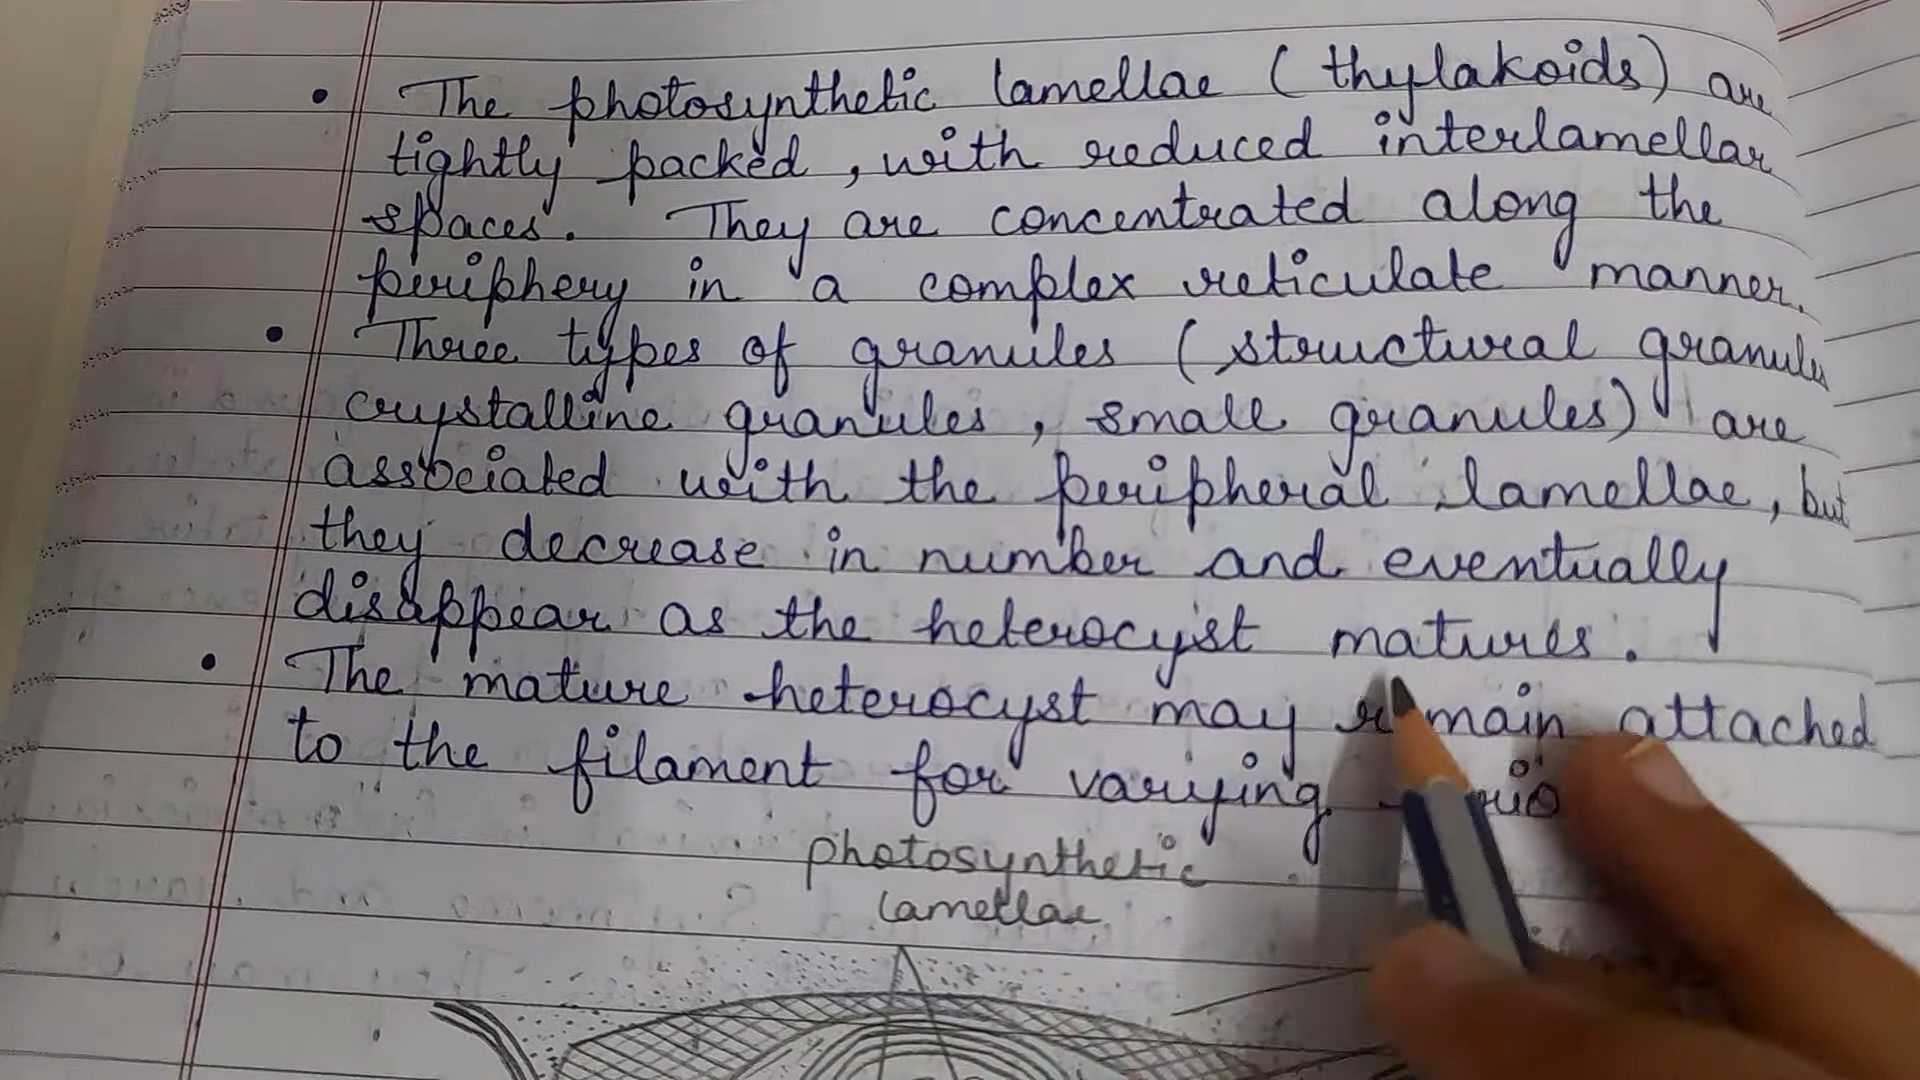 • The photosynthetic lamellae (thylakoids) are
tightly packed, with reduced interlamellar
spaces. They are concentrated along the
periphery in a complex reticulate manner.
• Three types of granules (structural granules
crystalline granules, small granules) are
associated with the peripheral lamellae, but
they decrease in number and eventually
disappear as the heterocyst matures.
• The mature heterocyst may remain attached
to the filament for varying
photosynthetic
lamellae